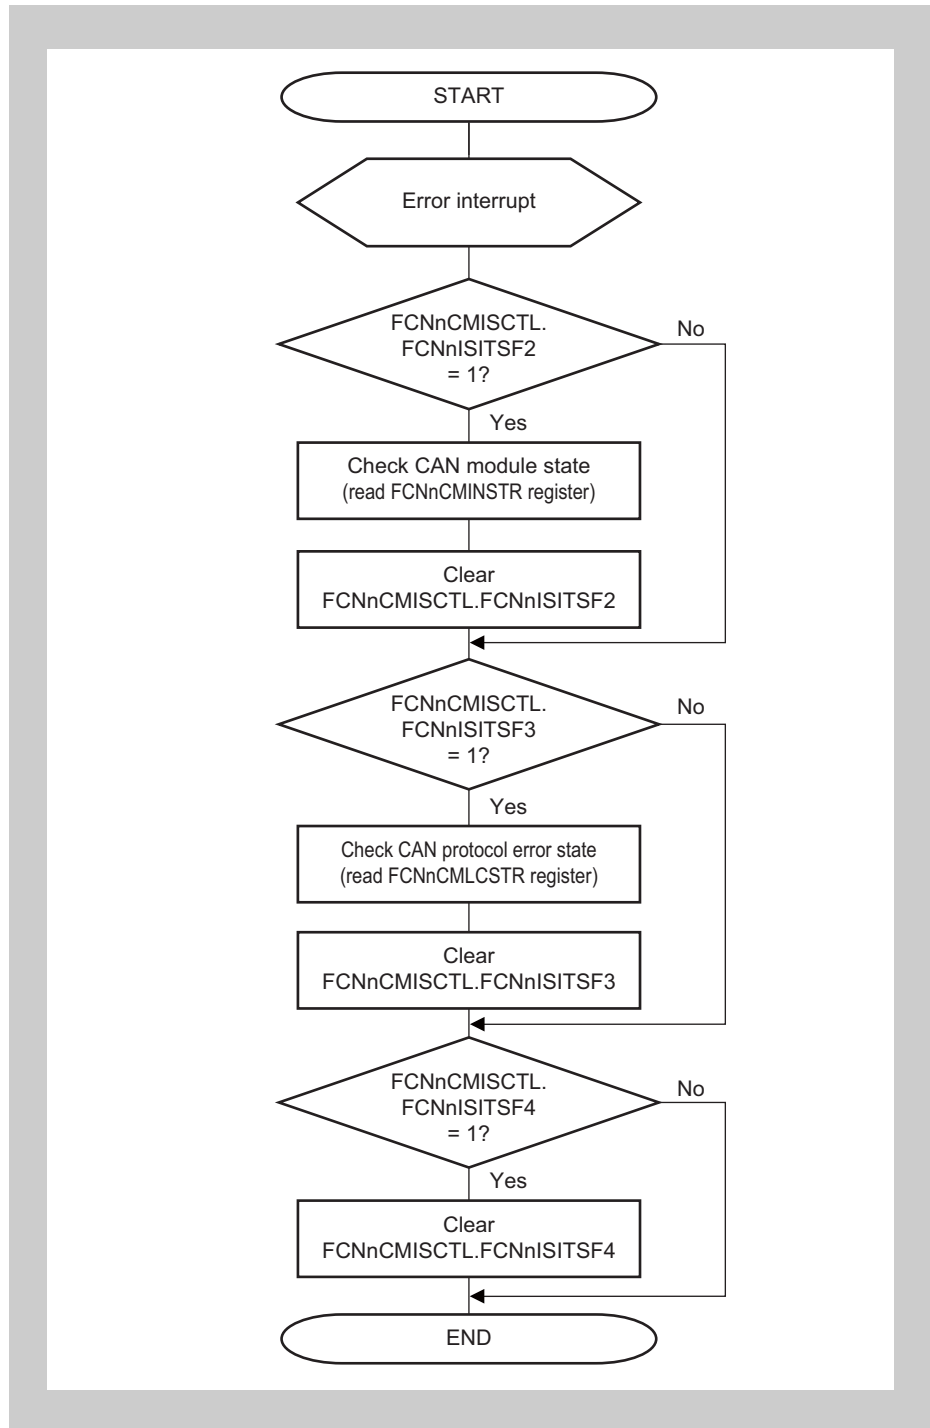 START
Error interrupt
FCNnCMISCTL.
FCNnISITSF2
= 1?
No
Yes
Check CAN module state
(read FCNnCMINSTR register)
Clear
FCNnCMISCTL.FCNnISITSF2
FCNnCMISCTL.
FCNnISITSF3
= 1?
No
Yes
Check CAN protocol error state
(read FCNnCMLCSTR register)
Clear
FCNnCMISCTL.FCNnISITSF3
FCNnCMISCTL.
FCNnISITSF4
= 1?
No
Yes
Clear
FCNnCMISCTL.FCNnISITSF4
END